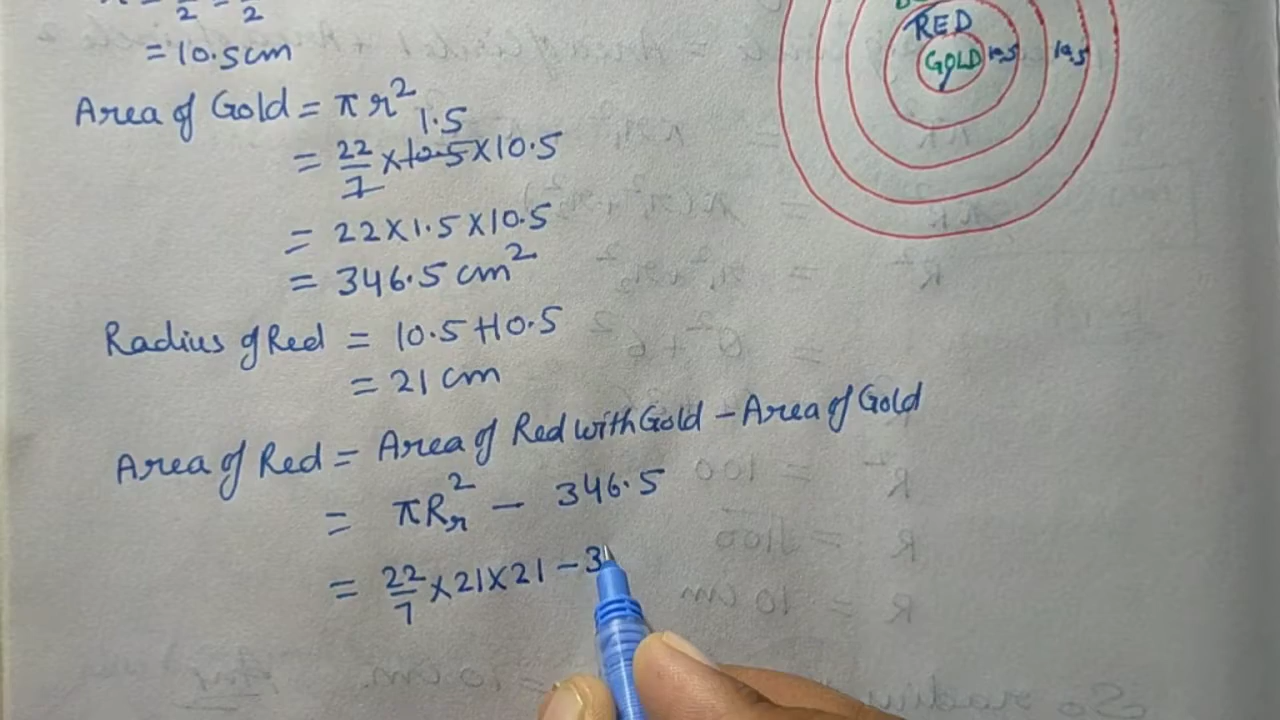 = 10.5 cm
Area of Gold = πr²
1.5
= 22/7 × 10.5 × 10.5
= 22 × 1.5 × 10.5
= 346.5 cm²
Radius of Red = 10.5 + 10.5
= 21 cm
Area of Red = Area of Red with Gold - Area of Gold
= πRr² - 346.5
= 22/7 × 21 × 21 - 3
RED
GOLD 10.5 10.5